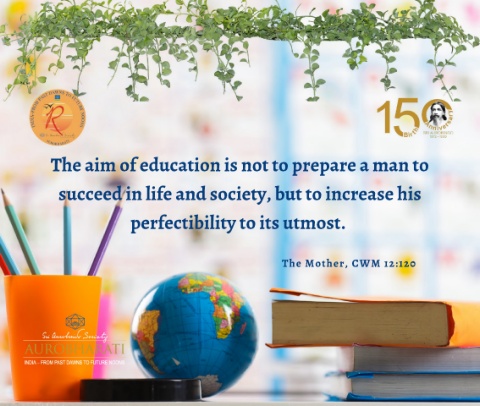 150
The aim of education is not to prepare a man to
succeed in life and society, but to increase his
perfectibility to its utmost.
The Mother, CWM 12:120
Sri Aurobindo Society
INDIA - FROM PAST DAWNS TO FUTURE NOONS